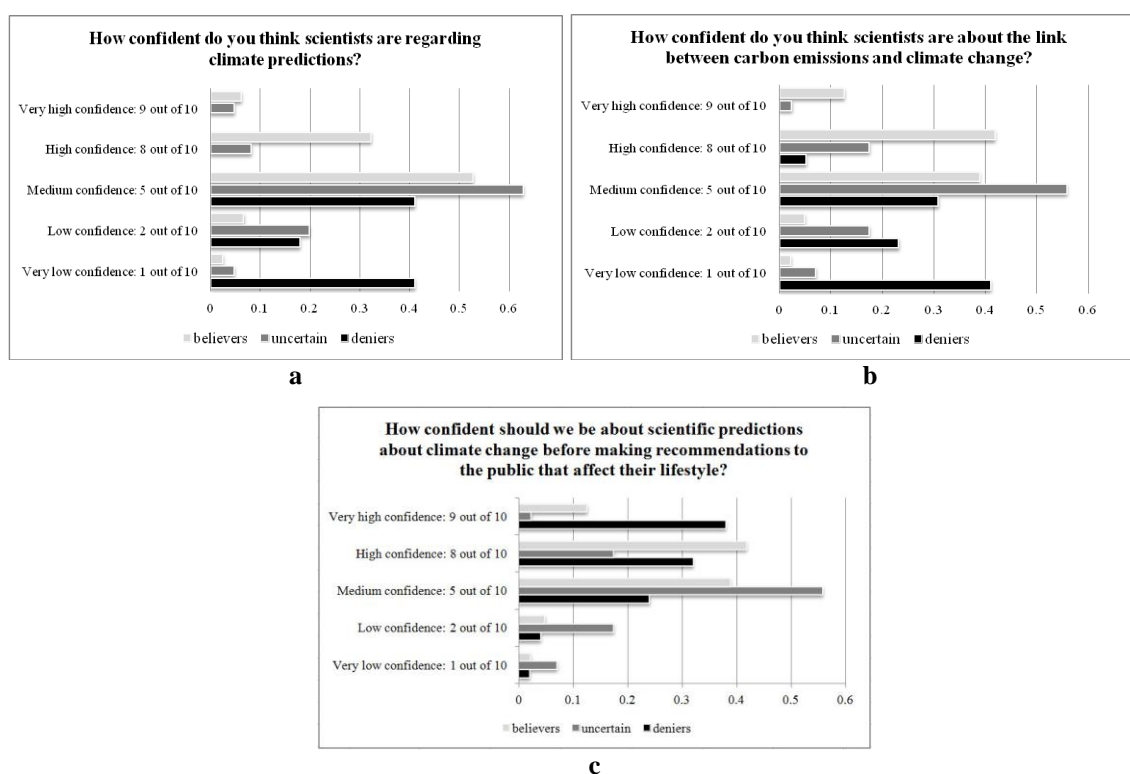 How confident do you think scientists are regarding
climate predictions?
Very high confidence: 9 out of 10
High confidence: 8 out of 10
Medium confidence: 5 out of 10
Low confidence: 2 out of 10
Very low confidence: 1 out of 10
0 0.1 0.2 0.3 0.4 0.5 0.6
believers uncertain deniers
a
How confident do you think scientists are about the link
between carbon emissions and climate change?
Very high confidence: 9 out of 10
High confidence: 8 out of 10
Medium confidence: 5 out of 10
Low confidence: 2 out of 10
Very low confidence: 1 out of 10
0 0.1 0.2 0.3 0.4 0.5 0.6
believers uncertain deniers
b
How confident should we be about scientific predictions
about climate change before making recommendations to
the public that affect their lifestyle?
Very high confidence: 9 out of 10
High confidence: 8 out of 10
Medium confidence: 5 out of 10
Low confidence: 2 out of 10
Very low confidence: 1 out of 10
0 0.1 0.2 0.3 0.4 0.5 0.6
believers uncertain deniers
c